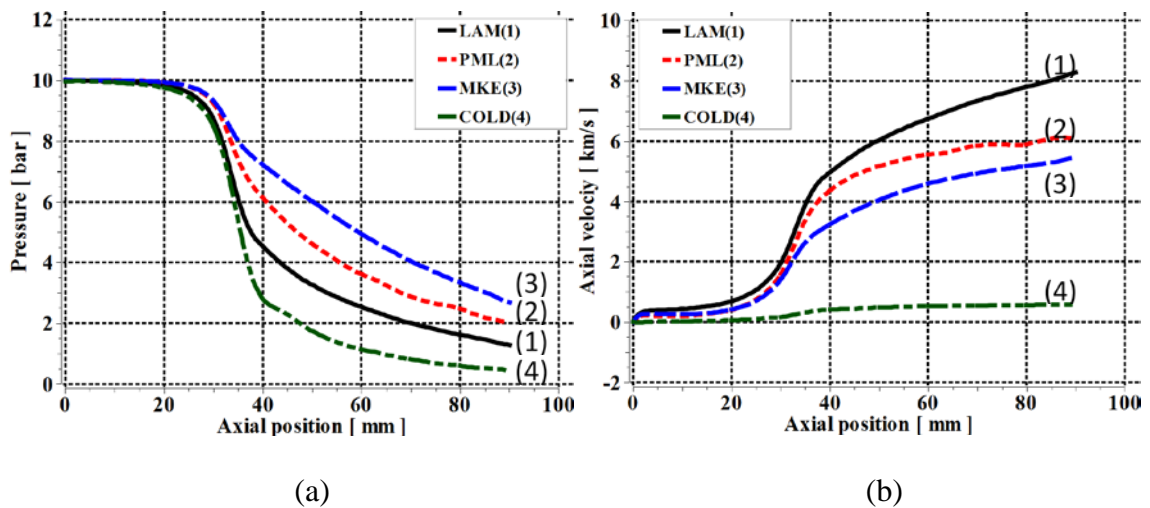 12
10
8
6
4
2
0
Pressure [ bar ]
LAM(1)
PML(2)
MKE(3)
COLD(4)
(3)
(2)
(1)
(4)
0 20 40 60 80 100
Axial position [ mm ]
(a)
10
8
6
4
2
0
-2
Axial velocity [ km/s ]
LAM(1)
PML(2)
MKE(3)
COLD(4)
(1)
(2)
(3)
(4)
0 20 40 60 80 100
Axial position [ mm ]
(b)